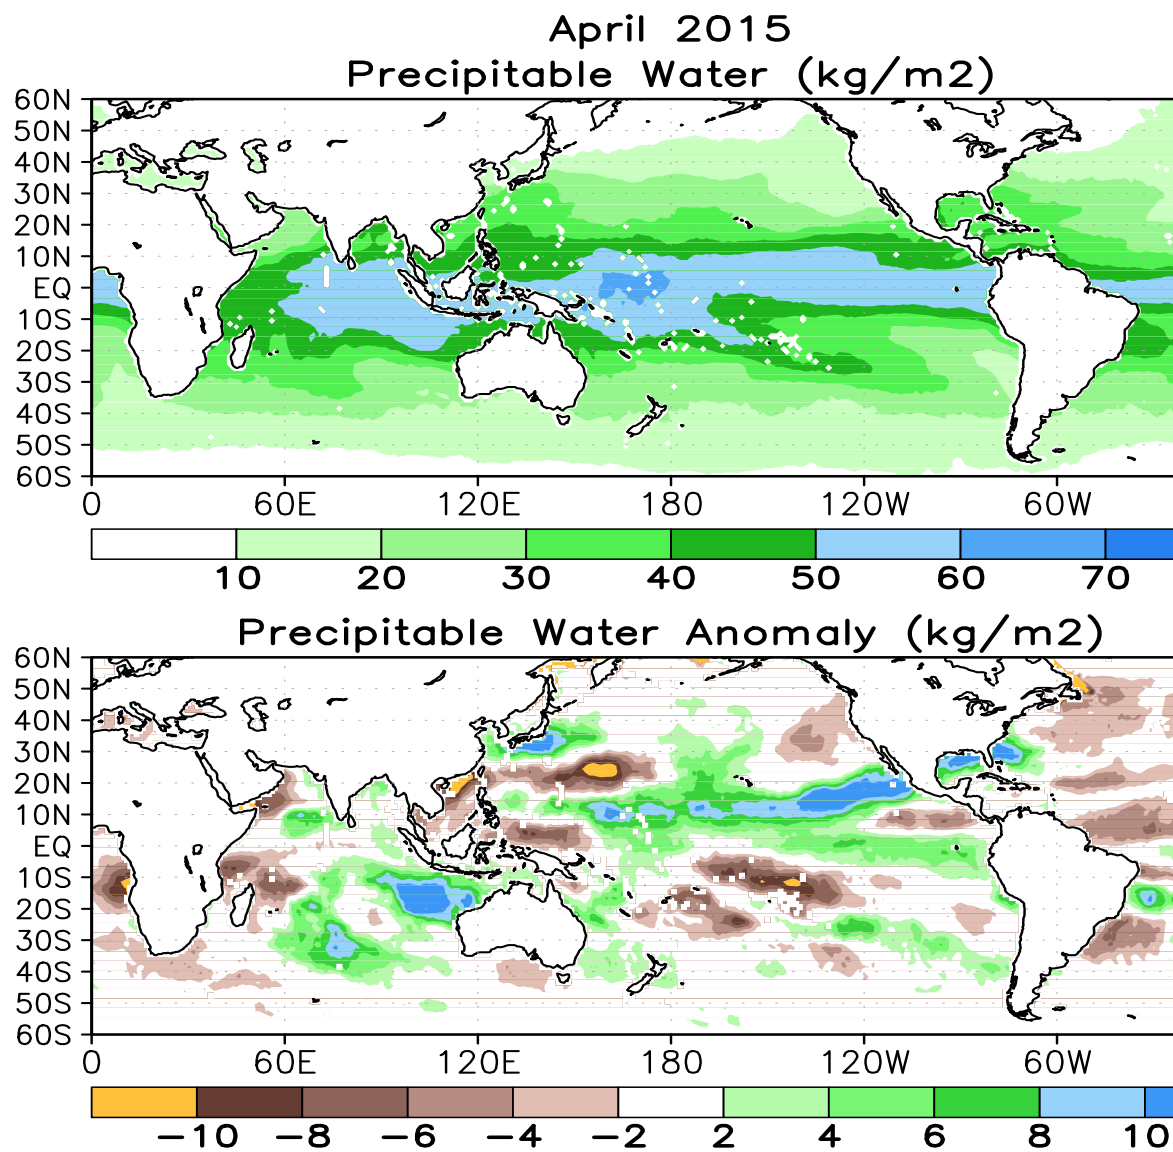 April 2015
Precipitable Water (kg/m2)
60N
50N
40N
30N
20N
10N
EQ
10S
20S
30S
40S
50S
60S
0 60E 120E 180 120W 60W
10 20 30 40 50 60 70
Precipitable Water Anomaly (kg/m2)
60N
50N
40N
30N
20N
10N
EQ
10S
20S
30S
40S
50S
60S
0 60E 120E 180 120W 60W
−10 −8 −6 −4 −2 2 4 6 8 10